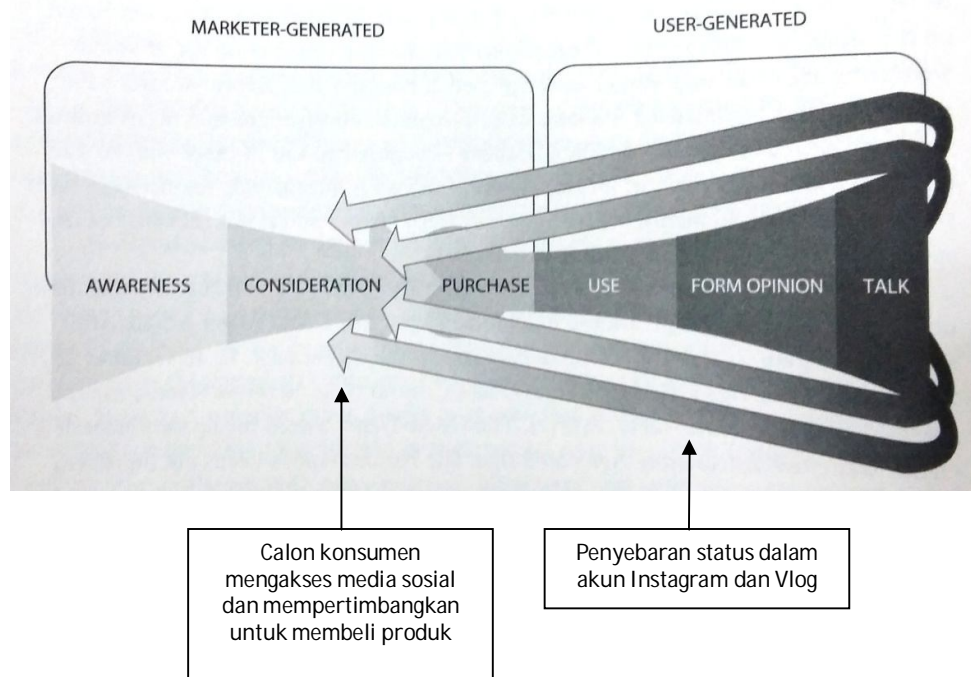 MARKETER-GENERATED
USER-GENERATED
AWARENESS
CONSIDERATION
PURCHASE
USE
FORM OPINION
TALK
Calon konsumen
mengakses media sosial
dan mempertimbangkan
untuk membeli produk
Penyebaran status dalam
akun Instagram dan Vlog